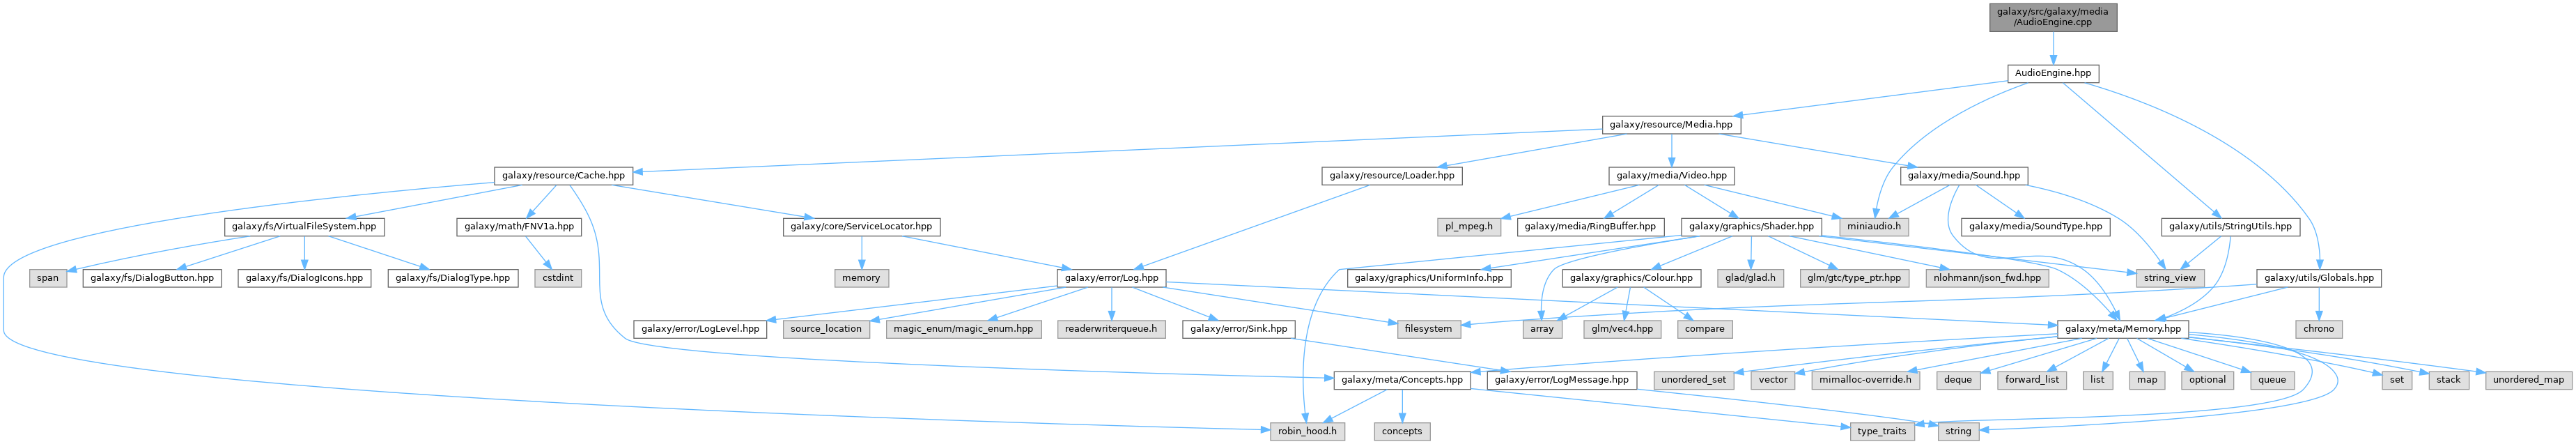 galaxy/src/galaxy/media
/AudioEngine.cpp
AudioEngine.hpp
galaxy/resource/Media.hpp
galaxy/resource/Cache.hpp
galaxy/resource/Loader.hpp
galaxy/media/Video.hpp
galaxy/media/Sound.hpp
galaxy/fs/VirtualFileSystem.hpp
galaxy/math/FNV1a.hpp
galaxy/core/ServiceLocator.hpp
pl_mpeg.h
galaxy/media/RingBuffer.hpp
galaxy/graphics/Shader.hpp
miniaudio.h
galaxy/media/SoundType.hpp
galaxy/utils/StringUtils.hpp
span
galaxy/fs/DialogButton.hpp
galaxy/fs/DialogIcons.hpp
galaxy/fs/DialogType.hpp
cstdint
memory
galaxy/error/Log.hpp
galaxy/graphics/UniformInfo.hpp
galaxy/graphics/Colour.hpp
glad/glad.h
glm/gtc/type_ptr.hpp
nlohmann/json_fwd.hpp
string_view
galaxy/utils/Globals.hpp
galaxy/error/LogLevel.hpp
source_location
magic_enum/magic_enum.hpp
readerwriterqueue.h
galaxy/error/Sink.hpp
filesystem
array
glm/vec4.hpp
compare
galaxy/meta/Memory.hpp
chrono
galaxy/meta/Concepts.hpp
galaxy/error/LogMessage.hpp
unordered_set
vector
mimalloc-override.h
deque
forward_list
list
map
optional
queue
set
stack
unordered_map
robin_hood.h
concepts
type_traits
string